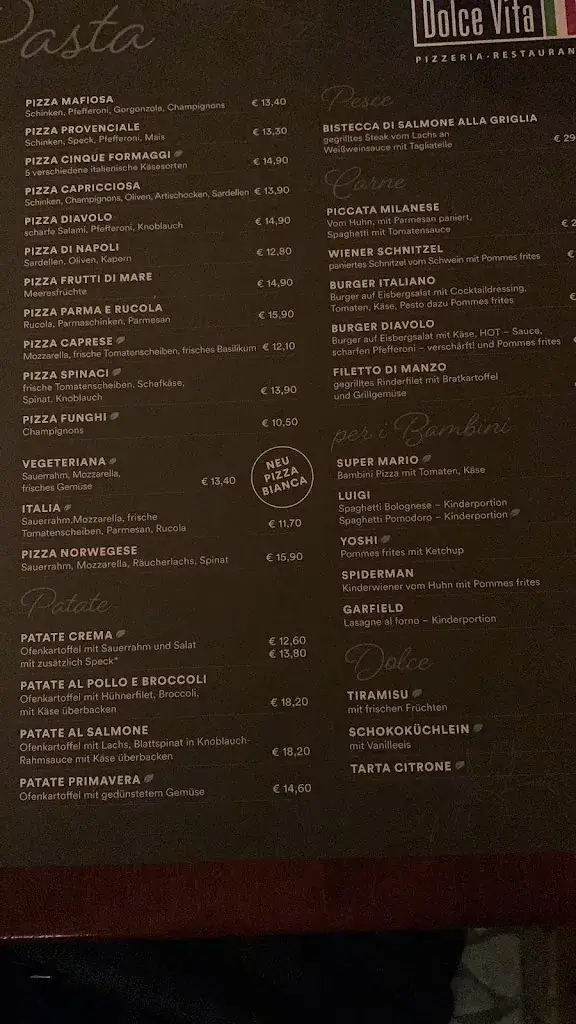 Pasta
PIZZA MAFIOSA
Schinken, Pfefferoni, Gorgonzola, Champignons € 13,40
PIZZA PROVENCIALE
Schinken, Speck, Pfefferoni, Mais € 13,30
PIZZA CINQUE FORMAGGI
5 verschiedene italienische Käsesorten € 14,90
PIZZA CAPRICCIOSA
Schinken, Champignons, Oliven, Artischocken, Sardellen € 13,90
PIZZA DIAVOLO
scharfe Salami, Pfefferoni, Knoblauch € 14,90
PIZZA DI NAPOLI
Sardellen, Oliven, Kapern € 12,80
PIZZA FRUTTI DI MARE
Meeresfrüchte € 14,90
PIZZA PARMA E RUCOLA
Rucola, Parmaschinken, Parmesan € 15,90
PIZZA CAPRESE
Mozzarella, frische Tomatenscheiben, frisches Basilikum € 12,10
PIZZA SPINACI
frische Tomatenscheiben, Schafkäse,
Spinat, Knoblauch € 13,90
PIZZA FUNGHI
Champignons € 10,50
VEGETERIANA
Sauerrahm, Mozzarella,
frisches Gemüse € 13,40
NEU
PIZZA
BIANCA
ITALIA
Sauerrahm,Mozzarella, frische
Tomatenscheiben, Parmesan, Rucola € 11,70
PIZZA NORWEGESE
Sauerrahm, Mozzarella, Räucherlachs, Spinat € 15,90
Patate
PATATE CREMA
Ofenkartoffel mit Sauerrahm und Salat € 12,60
mit zusätzlich Speck* € 13,80
PATATE AL POLLO E BROCCOLI
Ofenkartoffel mit Hühnerfilet, Broccoli,
mit Käse überbacken € 18,20
PATATE AL SALMONE
Ofenkartoffel mit Lachs, Blattspinat in Knoblauch-
Rahmsauce mit Käse überbacken € 18,20
PATATE PRIMAVERA
Ofenkartoffel mit gedünstetem Gemüse € 14,60
Dolce Vita
PIZZERIA·RESTAURAN
Pesce
BISTECCA DI SALMONE ALLA GRIGLIA
gegrilltes Steak vom Lachs an
Weißweinsauce mit Tagliatelle € 29
Carne
PICCATA MILANESE
Vom Huhn, mit Parmesan paniert,
Spaghetti mit Tomatensauce € 2
WIENER SCHNITZEL
paniertes Schnitzel vom Schwein mit Pommes frites €
BURGER ITALIANO
Burger auf Eisbergsalat mit Cocktaildressing,
Tomaten, Käse, Pesto dazu Pommes frites €
BURGER DIAVOLO
Burger auf Eisbergsalat mit Käse, HOT – Sauce,
scharfen Pfefferoni – verschärft! und Pommes frites €
FILETTO DI MANZO
gegrilltes Rinderfilet mit Bratkartoffel
und Grillgemüse
per i Bambini
SUPER MARIO
Bambini Pizza mit Tomaten, Käse
LUIGI
Spaghetti Bolognese – Kinderportion
Spaghetti Pomodoro – Kinderportion
YOSHI
Pommes frites mit Ketchup
SPIDERMAN
Kinderwiener vom Huhn mit Pommes frites
GARFIELD
Lasagne al forno – Kinderportion
Dolce
TIRAMISU
mit frischen Früchten
SCHOKOKÜCHLEIN
mit Vanilleeis
TARTA CITRONE